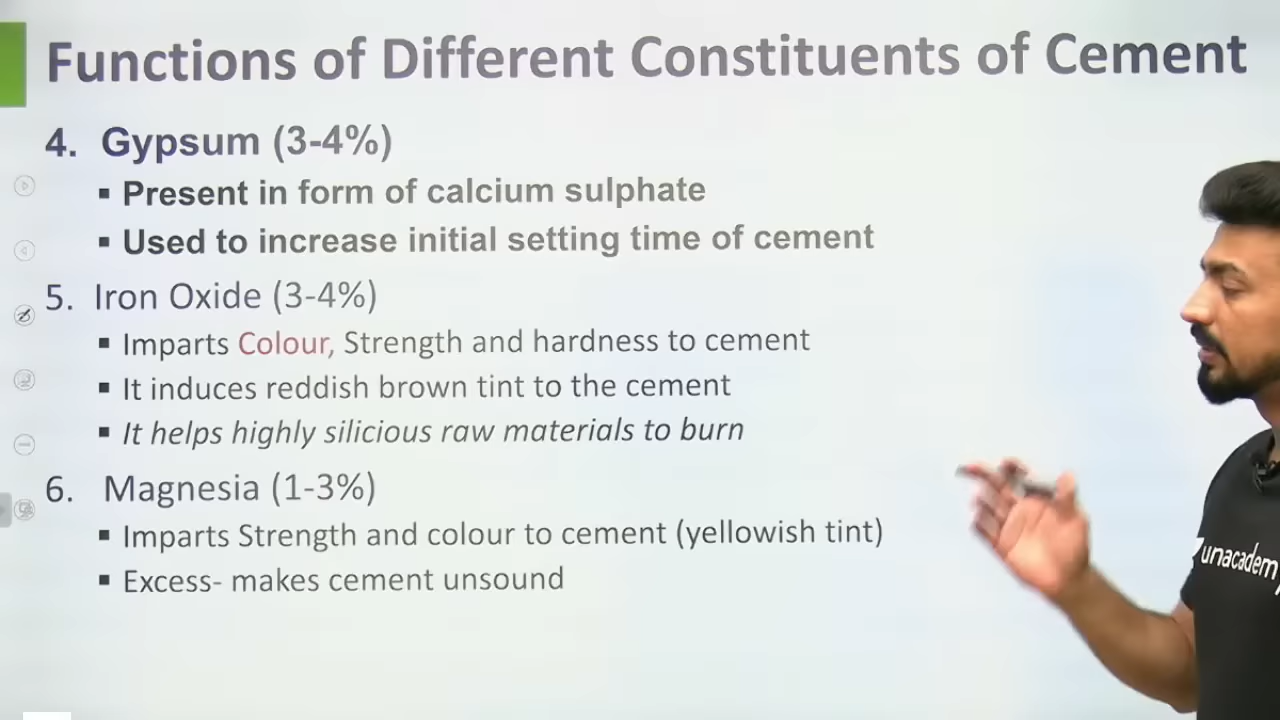 Functions of Different Constituents of Cement
4. Gypsum (3-4%)
▪ Present in form of calcium sulphate
▪ Used to increase initial setting time of cement
5. Iron Oxide (3-4%)
▪ Imparts Colour, Strength and hardness to cement
▪ It induces reddish brown tint to the cement
▪ It helps highly silicious raw materials to burn
6. Magnesia (1-3%)
▪ Imparts Strength and colour to cement (yellowish tint)
▪ Excess- makes cement unsound
unacademy